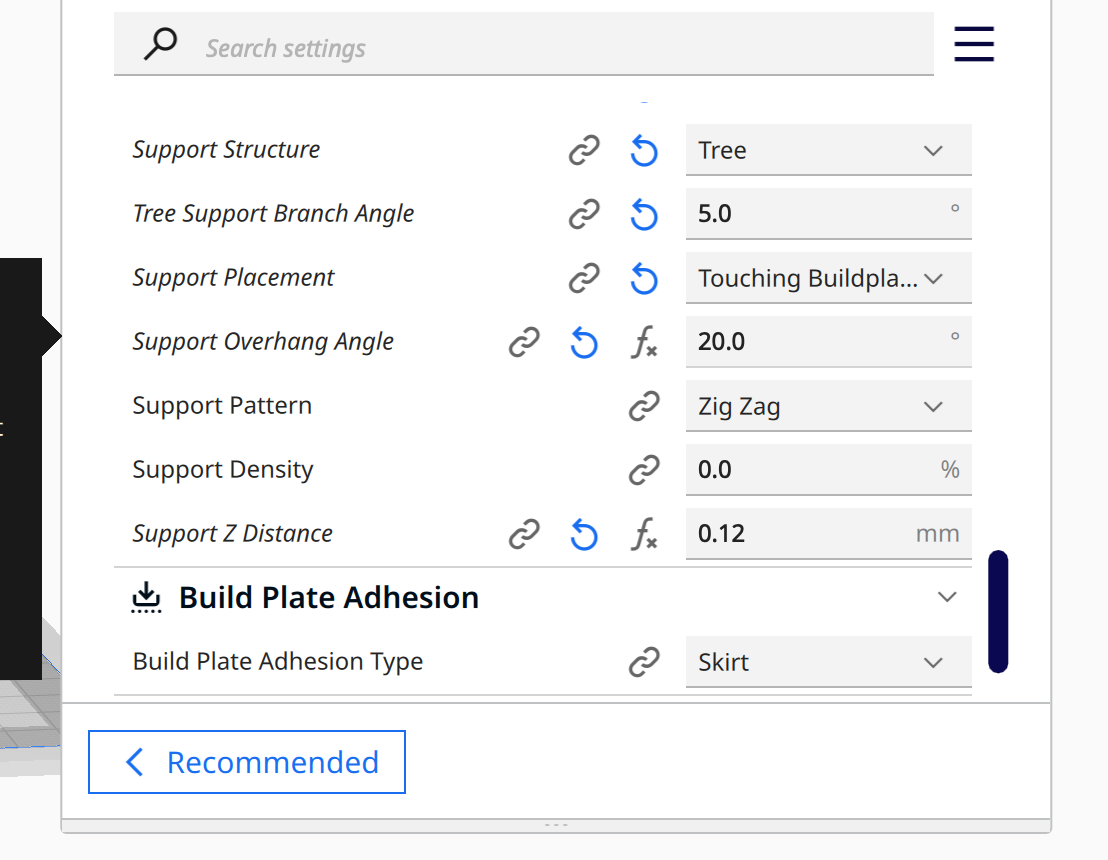 Search settings
Support Structure Tree
Tree Support Branch Angle 5.0 °
Support Placement Touching Buildpla...
Support Overhang Angle fx 20.0 °
Support Pattern Zig Zag
Support Density 0.0 %
Support Z Distance fx 0.12 mm
Build Plate Adhesion
Build Plate Adhesion Type Skirt
Recommended